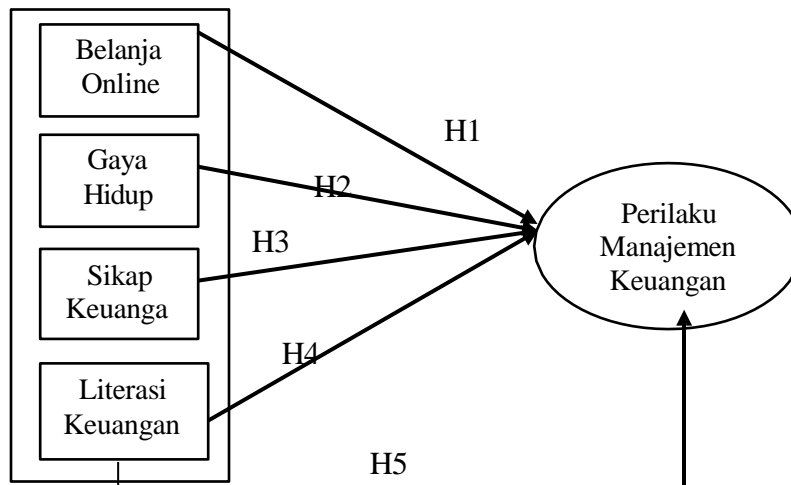 Belanja
Online
H1
Gaya
Hidup
H2
Perilaku
Manajemen
Keuangan
H3
Sikap
Keuanga
H4
Literasi
Keuangan
H5